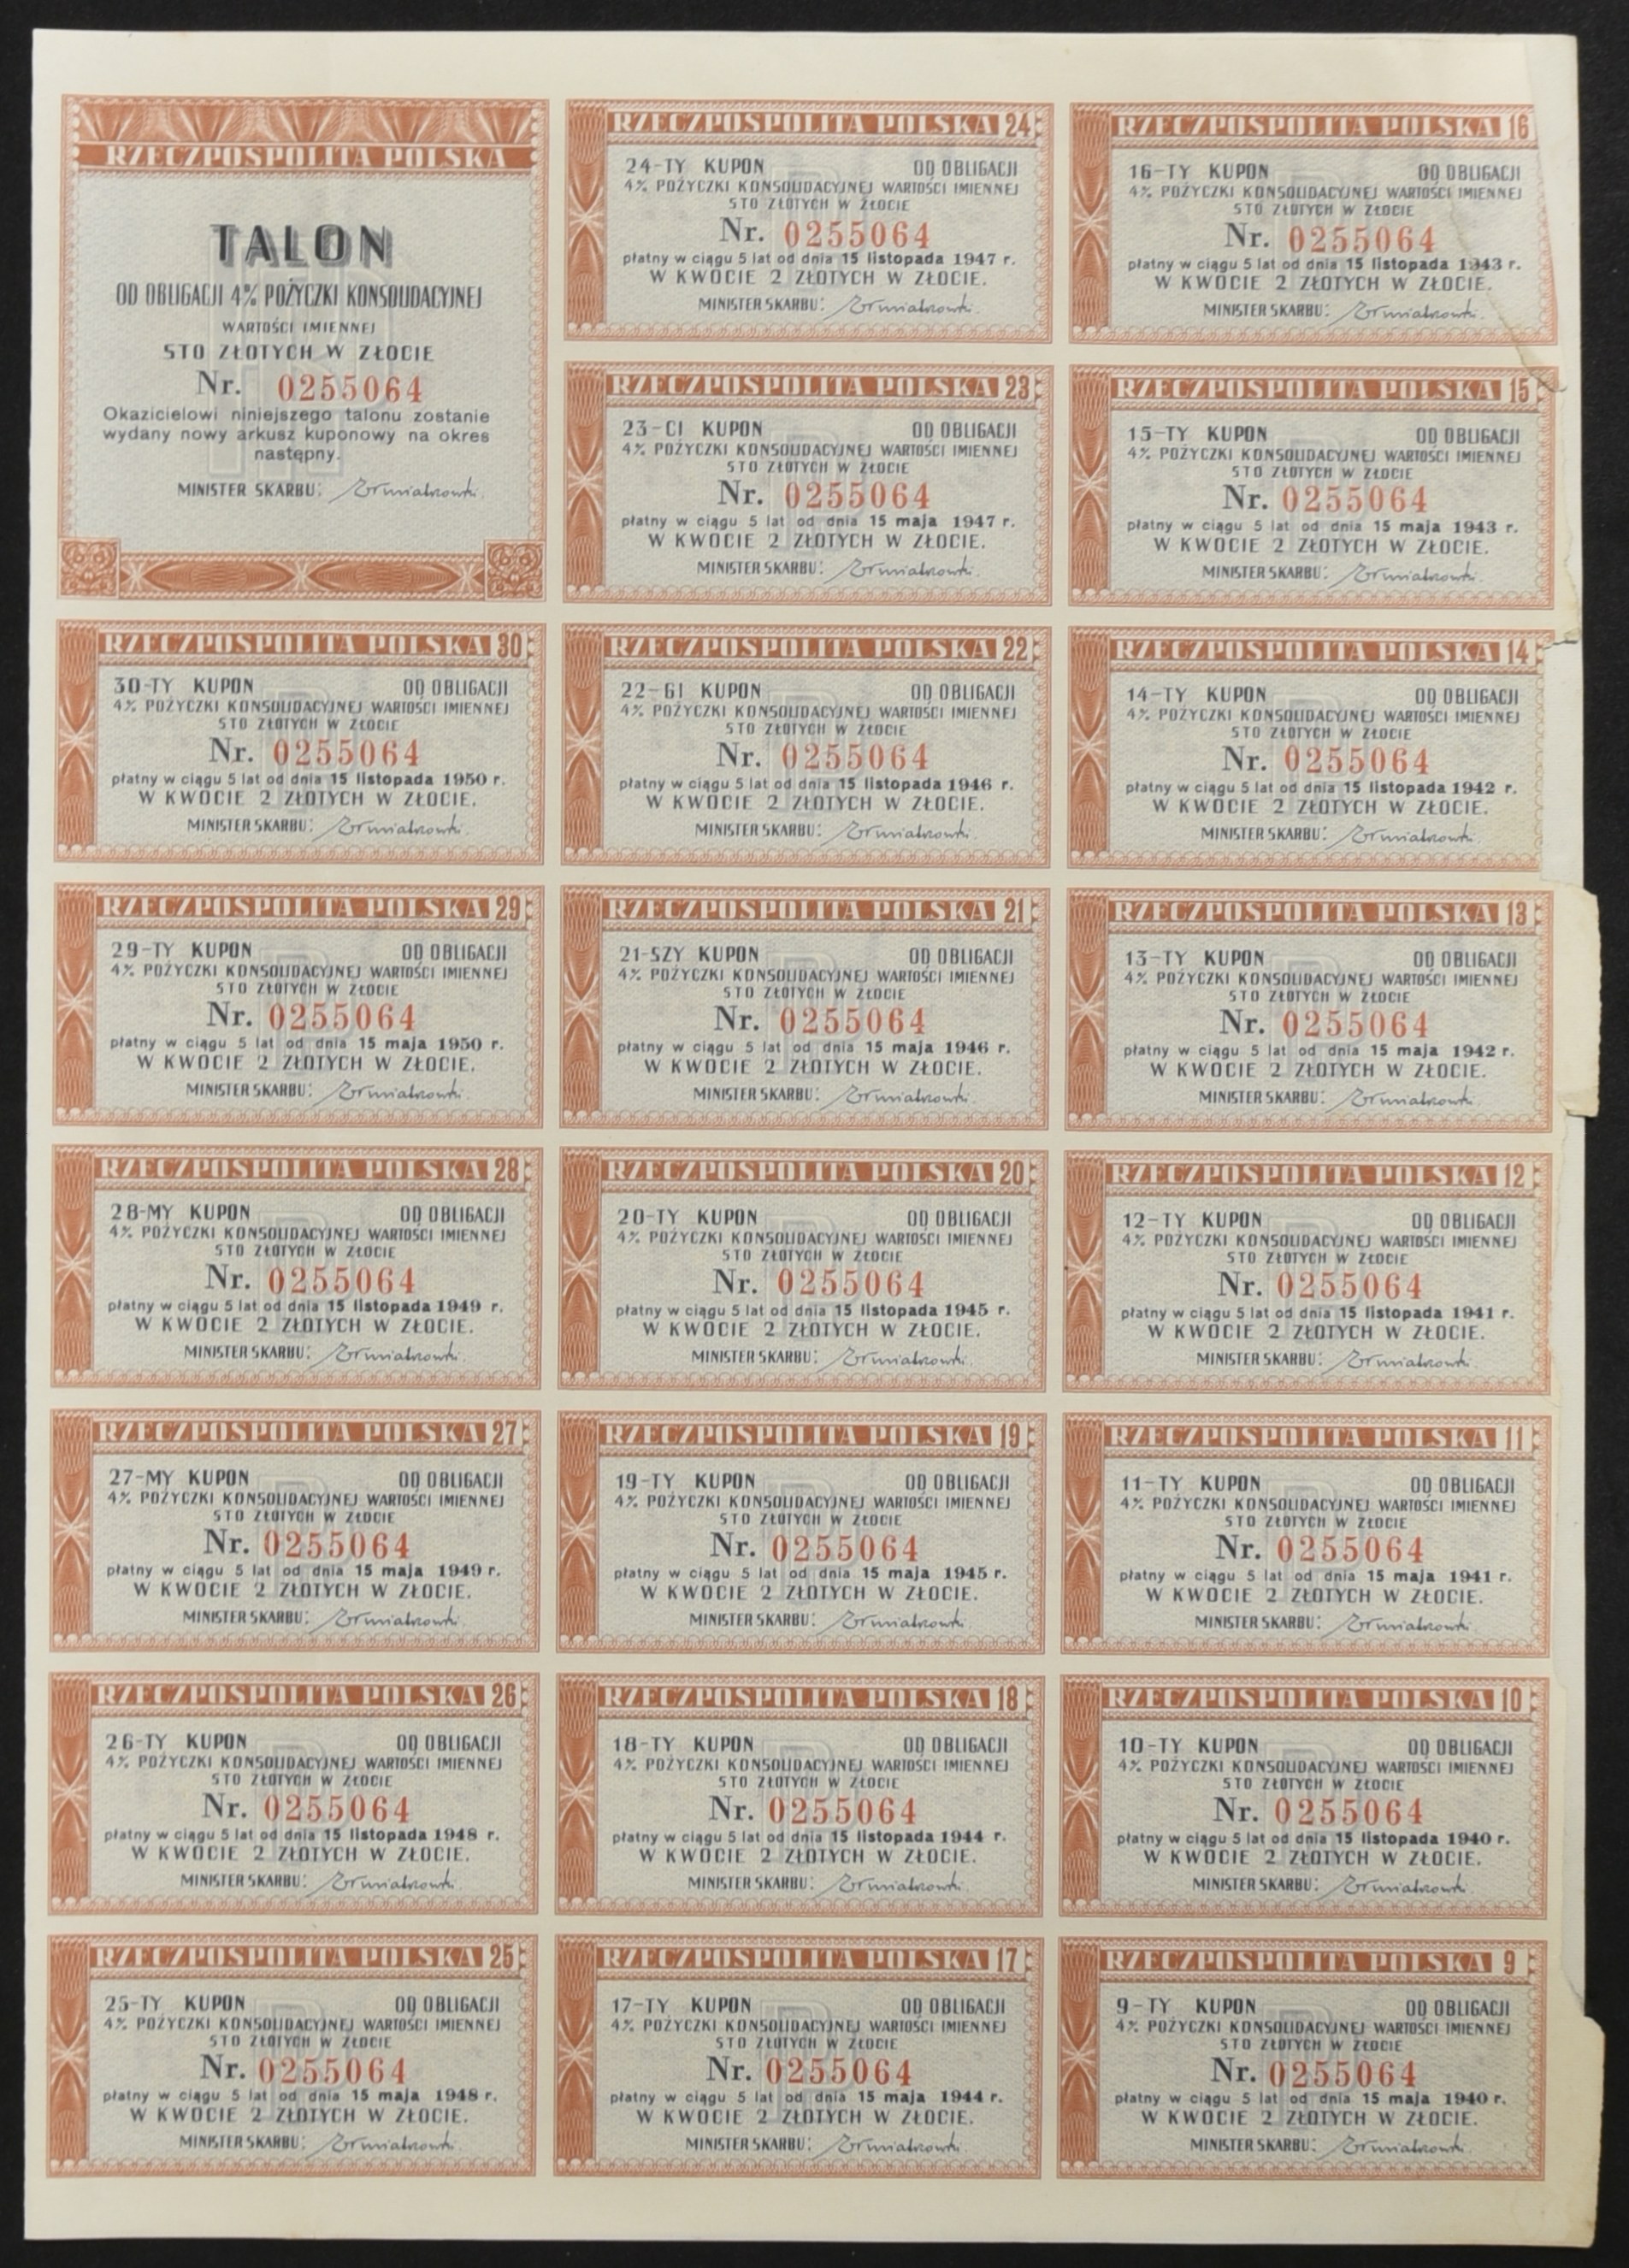 RZECZPOSPOLITA POLSKA
TALON
OD OBLIGACJI 4% POŻYCZKI KONSOLIDACYJNEJ
WARTOŚCI IMIENNEJ
STO ZŁOTYCH W ZŁOCIE
Nr. 0255064
Okazicielowi niniejszego talonu zostanie
wydany nowy arkusz kuponowy na okres
następny.
MINISTER SKARBU:
RZECZPOSPOLITA POLSKA 30
30-TY KUPON OD OBLIGACJI
4% POŻYCZKI KONSOLIDACYJNEJ WARTOŚCI IMIENNEJ
STO ZŁOTYCH W ZŁOCIE
Nr. 0255064
płatny w ciągu 5 lat od dnia 15 listopada 1950 r.
W KWOCIE 2 ZŁOTYCH W ZŁOCIE.
MINISTER SKARBU:
RZECZPOSPOLITA POLSKA 29
29-TY KUPON OD OBLIGACJI
4% POŻYCZKI KONSOLIDACYJNEJ WARTOŚCI IMIENNEJ
STO ZŁOTYCH W ZŁOCIE
Nr. 0255064
płatny w ciągu 5 lat od dnia 15 maja 1950 r.
W KWOCIE 2 ZŁOTYCH W ZŁOCIE.
MINISTER SKARBU:
RZECZPOSPOLITA POLSKA 28
28-MY KUPON OD OBLIGACJI
4% POŻYCZKI KONSOLIDACYJNEJ WARTOŚCI IMIENNEJ
STO ZŁOTYCH W ZŁOCIE
Nr. 0255064
płatny w ciągu 5 lat od dnia 15 listopada 1949 r.
W KWOCIE 2 ZŁOTYCH W ZŁOCIE.
MINISTER SKARBU:
RZECZPOSPOLITA POLSKA 27
27-MY KUPON OD OBLIGACJI
4% POŻYCZKI KONSOLIDACYJNEJ WARTOŚCI IMIENNEJ
STO ZŁOTYCH W ZŁOCIE
Nr. 0255064
płatny w ciągu 5 lat od dnia 15 maja 1949 r.
W KWOCIE 2 ZŁOTYCH W ZŁOCIE.
MINISTER SKARBU:
RZECZPOSPOLITA POLSKA 26
26-TY KUPON OD OBLIGACJI
4% POŻYCZKI KONSOLIDACYJNEJ WARTOŚCI IMIENNEJ
STO ZŁOTYCH W ZŁOCIE
Nr. 0255064
płatny w ciągu 5 lat od dnia 15 listopada 1948 r.
W KWOCIE 2 ZŁOTYCH W ZŁOCIE.
MINISTER SKARBU:
RZECZPOSPOLITA POLSKA 25
25-TY KUPON OD OBLIGACJI
4% POŻYCZKI KONSOLIDACYJNEJ WARTOŚCI IMIENNEJ
STO ZŁOTYCH W ZŁOCIE
Nr. 0255064
płatny w ciągu 5 lat od dnia 15 maja 1948 r.
W KWOCIE 2 ZŁOTYCH W ZŁOCIE.
MINISTER SKARBU:
RZECZPOSPOLITA POLSKA 24
24-TY KUPON OD OBLIGACJI
4% POŻYCZKI KONSOLIDACYJNEJ WARTOŚCI IMIENNEJ
STO ZŁOTYCH W ZŁOCIE
Nr. 0255064
płatny w ciągu 5 lat od dnia 15 listopada 1947 r.
W KWOCIE 2 ZŁOTYCH W ZŁOCIE.
MINISTER SKARBU:
RZECZPOSPOLITA POLSKA 23
23-CI KUPON OD OBLIGACJI
4% POŻYCZKI KONSOLIDACYJNEJ WARTOŚCI IMIENNEJ
STO ZŁOTYCH W ZŁOCIE
Nr. 0255064
płatny w ciągu 5 lat od dnia 15 maja 1947 r.
W KWOCIE 2 ZŁOTYCH W ZŁOCIE.
MINISTER SKARBU:
RZECZPOSPOLITA POLSKA 22
22-GI KUPON OD OBLIGACJI
4% POŻYCZKI KONSOLIDACYJNEJ WARTOŚCI IMIENNEJ
STO ZŁOTYCH W ZŁOCIE
Nr. 0255064
płatny w ciągu 5 lat od dnia 15 listopada 1946 r.
W KWOCIE 2 ZŁOTYCH W ZŁOCIE.
MINISTER SKARBU:
RZECZPOSPOLITA POLSKA 21
21-SZY KUPON OD OBLIGACJI
4% POŻYCZKI KONSOLIDACYJNEJ WARTOŚCI IMIENNEJ
STO ZŁOTYCH W ZŁOCIE
Nr. 0255064
płatny w ciągu 5 lat od dnia 15 maja 1946 r.
W KWOCIE 2 ZŁOTYCH W ZŁOCIE.
MINISTER SKARBU:
RZECZPOSPOLITA POLSKA 20
20-TY KUPON OD OBLIGACJI
4% POŻYCZKI KONSOLIDACYJNEJ WARTOŚCI IMIENNEJ
STO ZŁOTYCH W ZŁOCIE
Nr. 0255064
płatny w ciągu 5 lat od dnia 15 listopada 1945 r.
W KWOCIE 2 ZŁOTYCH W ZŁOCIE.
MINISTER SKARBU:
RZECZPOSPOLITA POLSKA 19
19-TY KUPON OD OBLIGACJI
4% POŻYCZKI KONSOLIDACYJNEJ WARTOŚCI IMIENNEJ
STO ZŁOTYCH W ZŁOCIE
Nr. 0255064
płatny w ciągu 5 lat od dnia 15 maja 1945 r.
W KWOCIE 2 ZŁOTYCH W ZŁOCIE.
MINISTER SKARBU:
RZECZPOSPOLITA POLSKA 18
18-TY KUPON OD OBLIGACJI
4% POŻYCZKI KONSOLIDACYJNEJ WARTOŚCI IMIENNEJ
STO ZŁOTYCH W ZŁOCIE
Nr. 0255064
płatny w ciągu 5 lat od dnia 15 listopada 1944 r.
W KWOCIE 2 ZŁOTYCH W ZŁOCIE.
MINISTER SKARBU:
RZECZPOSPOLITA POLSKA 17
17-TY KUPON OD OBLIGACJI
4% POŻYCZKI KONSOLIDACYJNEJ WARTOŚCI IMIENNEJ
STO ZŁOTYCH W ZŁOCIE
Nr. 0255064
płatny w ciągu 5 lat od dnia 15 maja 1944 r.
W KWOCIE 2 ZŁOTYCH W ZŁOCIE.
MINISTER SKARBU:
RZECZPOSPOLITA POLSKA 16
16-TY KUPON OD OBLIGACJI
4% POŻYCZKI KONSOLIDACYJNEJ WARTOŚCI IMIENNEJ
STO ZŁOTYCH W ZŁOCIE
Nr. 0255064
płatny w ciągu 5 lat od dnia 15 listopada 1943 r.
W KWOCIE 2 ZŁOTYCH W ZŁOCIE.
MINISTER SKARBU:
RZECZPOSPOLITA POLSKA 15
15-TY KUPON OD OBLIGACJI
4% POŻYCZKI KONSOLIDACYJNEJ WARTOŚCI IMIENNEJ
STO ZŁOTYCH W ZŁOCIE
Nr. 0255064
płatny w ciągu 5 lat od dnia 15 maja 1943 r.
W KWOCIE 2 ZŁOTYCH W ZŁOCIE.
MINISTER SKARBU:
RZECZPOSPOLITA POLSKA 14
14-TY KUPON OD OBLIGACJI
4% POŻYCZKI KONSOLIDACYJNEJ WARTOŚCI IMIENNEJ
STO ZŁOTYCH W ZŁOCIE
Nr. 0255064
płatny w ciągu 5 lat od dnia 15 listopada 1942 r.
W KWOCIE 2 ZŁOTYCH W ZŁOCIE.
MINISTER SKARBU:
RZECZPOSPOLITA POLSKA 13
13-TY KUPON OD OBLIGACJI
4% POŻYCZKI KONSOLIDACYJNEJ WARTOŚCI IMIENNEJ
STO ZŁOTYCH W ZŁOCIE
Nr. 0255064
płatny w ciągu 5 lat od dnia 15 maja 1942 r.
W KWOCIE 2 ZŁOTYCH W ZŁOCIE.
MINISTER SKARBU:
RZECZPOSPOLITA POLSKA 12
12-TY KUPON OD OBLIGACJI
4% POŻYCZKI KONSOLIDACYJNEJ WARTOŚCI IMIENNEJ
STO ZŁOTYCH W ZŁOCIE
Nr. 0255064
płatny w ciągu 5 lat od dnia 15 listopada 1941 r.
W KWOCIE 2 ZŁOTYCH W ZŁOCIE.
MINISTER SKARBU:
RZECZPOSPOLITA POLSKA 11
11-TY KUPON OD OBLIGACJI
4% POŻYCZKI KONSOLIDACYJNEJ WARTOŚCI IMIENNEJ
STO ZŁOTYCH W ZŁOCIE
Nr. 0255064
płatny w ciągu 5 lat od dnia 15 maja 1941 r.
W KWOCIE 2 ZŁOTYCH W ZŁOCIE.
MINISTER SKARBU:
RZECZPOSPOLITA POLSKA 10
10-TY KUPON OD OBLIGACJI
4% POŻYCZKI KONSOLIDACYJNEJ WARTOŚCI IMIENNEJ
STO ZŁOTYCH W ZŁOCIE
Nr. 0255064
płatny w ciągu 5 lat od dnia 15 listopada 1940 r.
W KWOCIE 2 ZŁOTYCH W ZŁOCIE.
MINISTER SKARBU:
RZECZPOSPOLITA POLSKA 9
9-TY KUPON OD OBLIGACJI
4% POŻYCZKI KONSOLIDACYJNEJ WARTOŚCI IMIENNEJ
STO ZŁOTYCH W ZŁOCIE
Nr. 0255064
płatny w ciągu 5 lat od dnia 15 maja 1940 r.
W KWOCIE 2 ZŁOTYCH W ZŁOCIE.
MINISTER SKARBU: